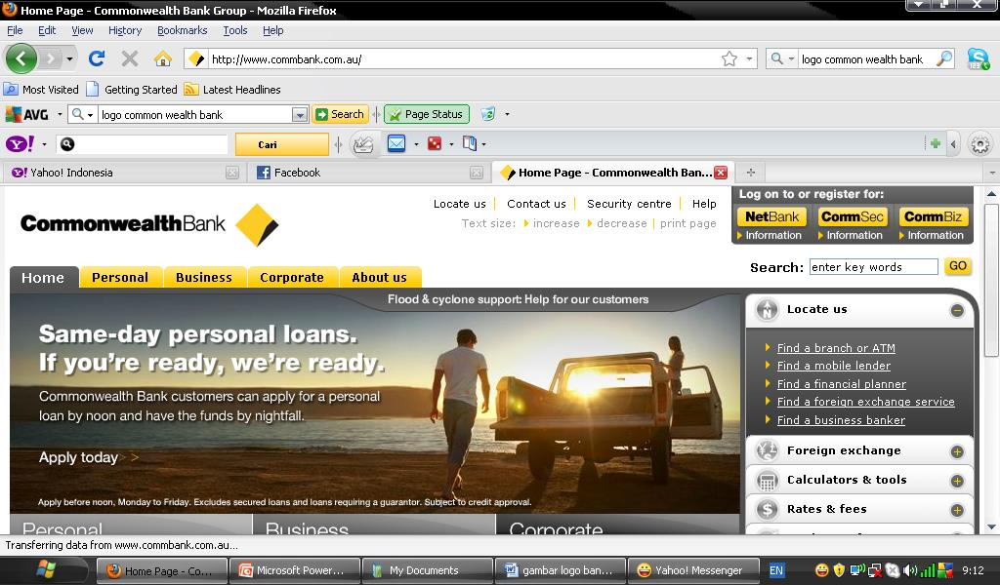 Home Page - Commonwealth Bank Group - Mozilla Firefox
File Edit View History Bookmarks Tools Help
http://www.commbank.com.au/ logo common wealth bank
Most Visited Getting Started Latest Headlines
AVG logo common wealth bank Search Page Status
Y! Cari
Y! Yahoo! Indonesia Facebook Home Page - Commonwealth Ban...
Locate us Contact us Security centre Help
Text size: increase decrease print page
CommonwealthBank
Log on to or register for:
NetBank CommSec CommBiz
Information Information Information
Search: enter key words GO
Home Personal Business Corporate About us
Flood & cyclone support: Help for our customers
Same-day personal loans.
If you're ready, we're ready.
Commonwealth Bank customers can apply for a personal
loan by noon and have the funds by nightfall.
Apply today > >
Apply before noon, Monday to Friday. Excludes secured loans and loans requiring a guarantor. Subject to credit approval.
Personal Business Corporate
Locate us
Find a branch or ATM
Find a mobile lender
Find a financial planner
Find a foreign exchange service
Find a business banker
Foreign exchange
Calculators & tools
Rates & fees
Transferring data from www.commbank.com.au...
Home Page - Co... Microsoft Power... My Documents gambar logo ban... Yahoo! Messenger EN 9:12